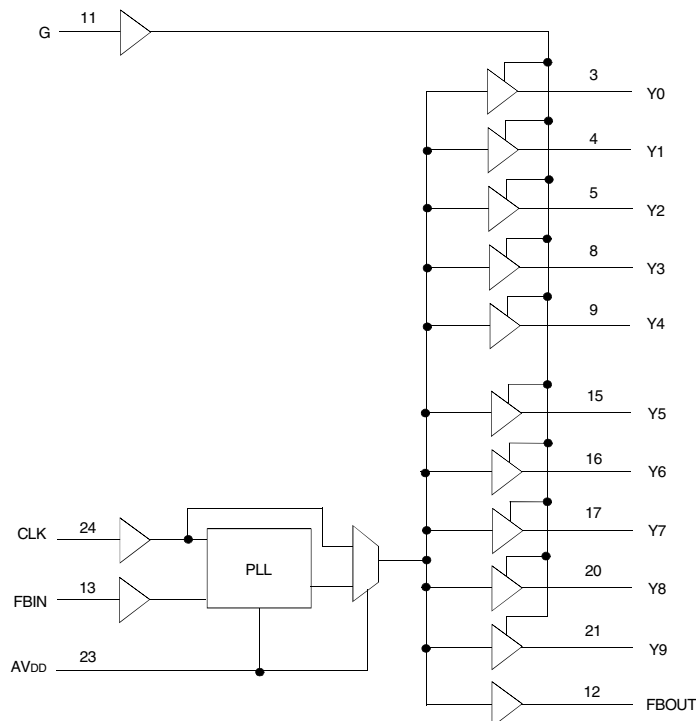 G 11
3 Y0
4 Y1
5 Y2
8 Y3
9 Y4
15 Y5
16 Y6
17 Y7
CLK 24
PLL
20 Y8
FBIN 13
21 Y9
AVDD 23
12 FBOUT